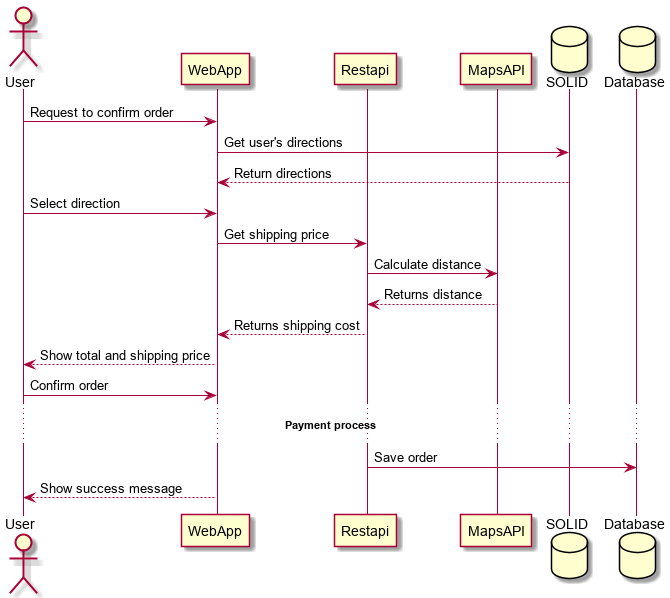 User
WebApp
Restapi
MapsAPI
SOLID
Database
Request to confirm order
Get user's directions
Return directions
Select direction
Get shipping price
Calculate distance
Returns distance
Returns shipping cost
Show total and shipping price
Confirm order
Payment process
Save order
Show success message
User
WebApp
Restapi
MapsAPI
SOLID
Database